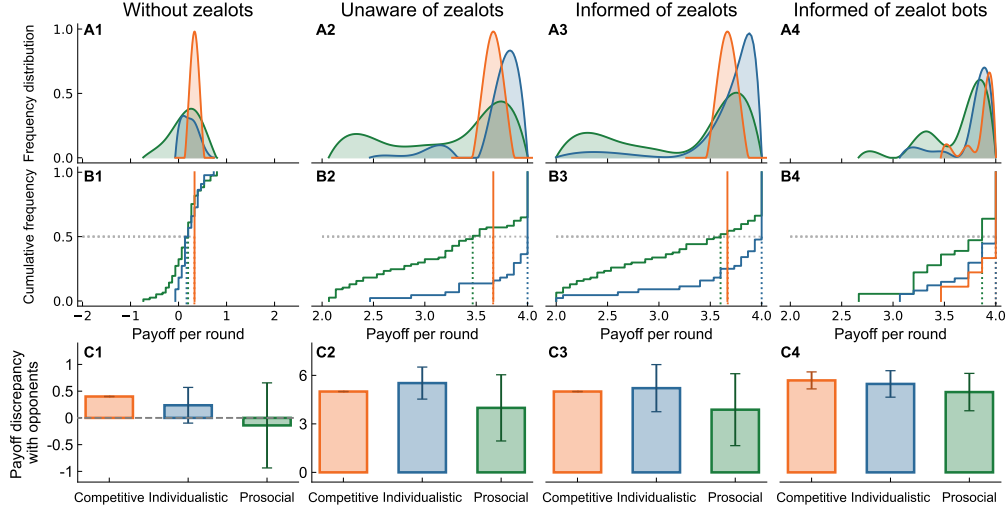 Without zealots
Unaware of zealots
Informed of zealots
Informed of zealot bots
Frequency distribution
1.0
0.5
0.0
A1
A2
A3
A4
Cumulative frequency
1.0
0.5
0.0
B1
B2
B3
B4
−2 −1 0 1 2
2.0 2.5 3.0 3.5 4.0
2.0 2.5 3.0 3.5 4.0
2.0 2.5 3.0 3.5 4.0
Payoff per round
Payoff per round
Payoff per round
Payoff per round
Payoff discrepancy
with opponents
1
0.5
0
-0.5
-1
C1
6
3
0
C2
C3
C4
Competitive Individualistic Prosocial
Competitive Individualistic Prosocial
Competitive Individualistic Prosocial
Competitive Individualistic Prosocial